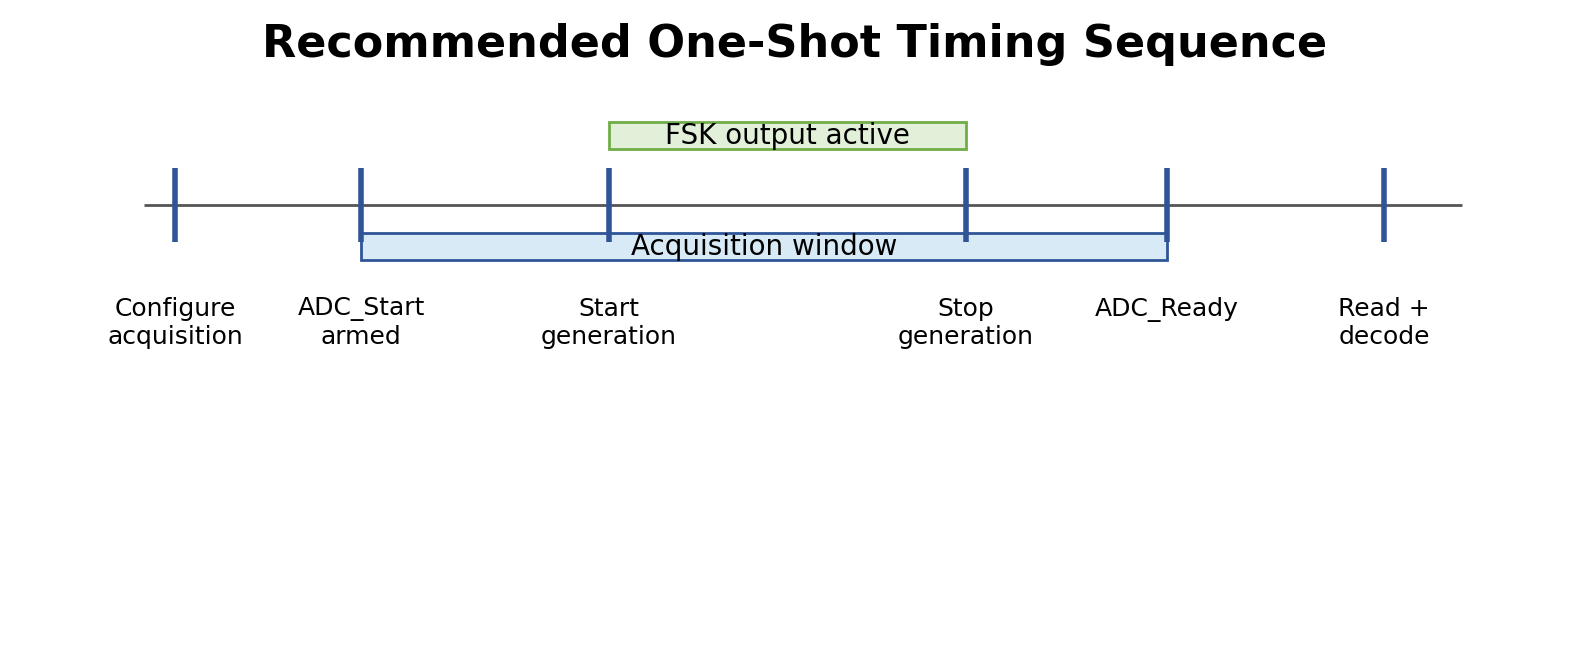 Recommended One-Shot Timing Sequence
FSK output active
Acquisition window
Configure
acquisition
ADC_Start
armed
Start
generation
Stop
generation
ADC_Ready
Read +
decode